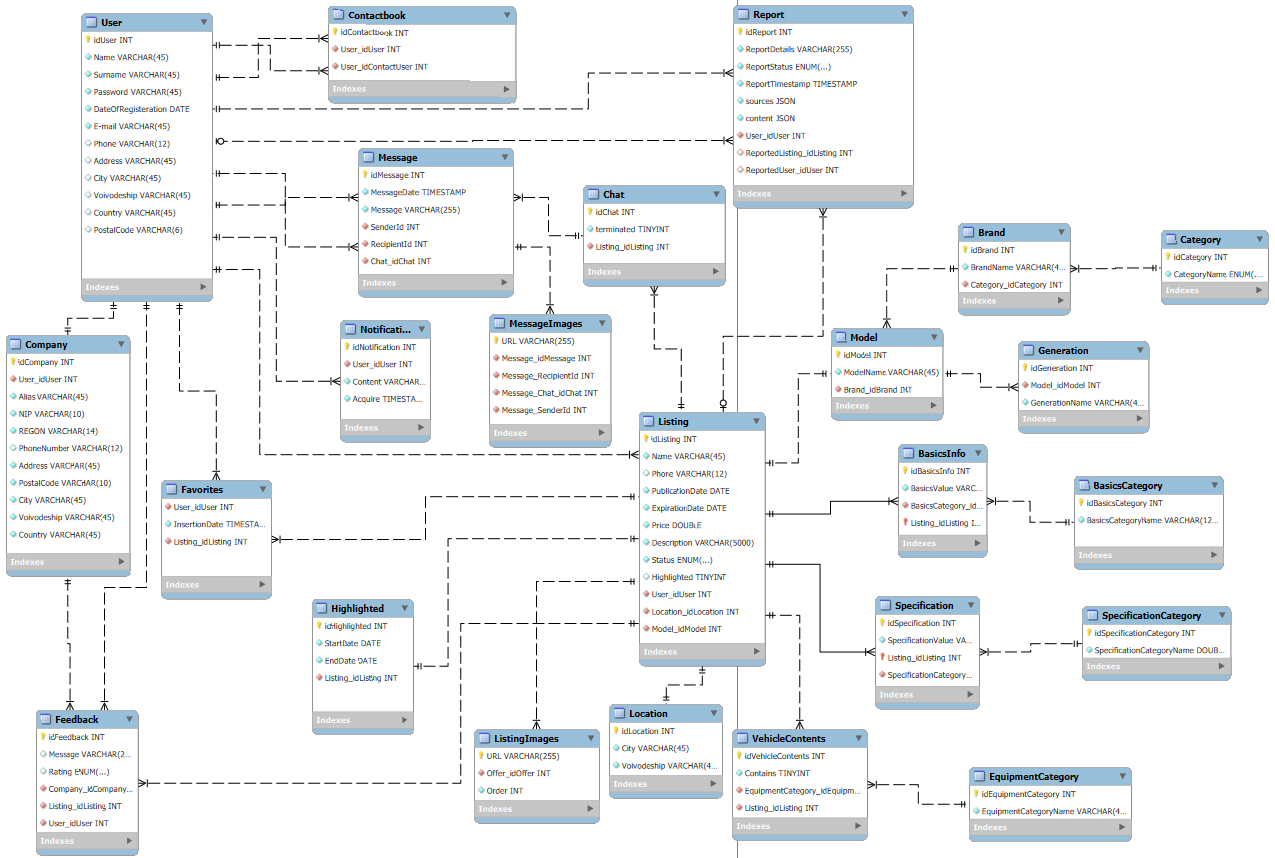 User
idUser INT
Name VARCHAR(45)
Surname VARCHAR(45)
Password VARCHAR(45)
DateOfRegisteration DATE
E-mail VARCHAR(45)
Phone VARCHAR(12)
Address VARCHAR(45)
City VARCHAR(45)
Voivodeship VARCHAR(45)
Country VARCHAR(45)
PostalCode VARCHAR(6)
Indexes
Contactbook
idContactbook INT
User_idUser INT
User_idContactUser INT
Indexes
Report
idReport INT
ReportDetails VARCHAR(255)
ReportStatus ENUM(...)
ReportTimestamp TIMESTAMP
sources JSON
content JSON
User_idUser INT
ReportedListing_idListing INT
ReportedUser_idUser INT
Indexes
Message
idMessage INT
MessageDate TIMESTAMP
Message VARCHAR(255)
SenderId INT
RecipientId INT
Chat_idChat INT
Indexes
Chat
idChat INT
terminated TINYINT
Listing_idListing INT
Indexes
Brand
idBrand INT
BrandName VARCHAR(4...
Category_idCategory INT
Indexes
Category
idCategory INT
CategoryName ENUM(...
Indexes
Company
idCompany INT
User_idUser INT
Alias VARCHAR(45)
NIP VARCHAR(10)
REGON VARCHAR(14)
PhoneNumber VARCHAR(12)
Address VARCHAR(45)
PostalCode VARCHAR(10)
City VARCHAR(45)
Voivodeship VARCHAR(45)
Country VARCHAR(45)
Indexes
Notificati...
idNotification INT
User_idUser INT
Content VARCHAR...
Acquire TIMESTA...
Indexes
MessageImages
URL VARCHAR(255)
Message_idMessage INT
Message_RecipientId INT
Message_Chat_idChat INT
Message_SenderId INT
Indexes
Model
idModel INT
ModelName VARCHAR(45)
Brand_idBrand INT
Indexes
Generation
idGeneration INT
Model_idModel INT
GenerationName VARCHAR(4...
Indexes
Listing
idListing INT
Name VARCHAR(45)
Phone VARCHAR(12)
PublicationDate DATE
ExpirationDate DATE
Price DOUBLE
Description VARCHAR(5000)
Status ENUM(...)
Highlighted TINYINT
User_idUser INT
Location_idLocation INT
Model_idModel INT
Indexes
BasicsInfo
idBasicsInfo INT
BasicsValue VARC...
BasicsCategory_id...
Listing_idListing I...
Indexes
BasicsCategory
idBasicsCategory INT
BasicsCategoryName VARCHAR(12...
Indexes
Favorites
User_idUser INT
InsertionDate TIMESTA...
Listing_idListing INT
Indexes
Highlighted
idHighlighted INT
StartDate DATE
EndDate DATE
Listing_idListing INT
Indexes
Specification
idSpecification INT
SpecificationValue VA...
Listing_idListing INT
SpecificationCategory...
Indexes
SpecificationCategory
idSpecificationCategory INT
SpecificationCategoryName DOUB...
Indexes
Feedback
idFeedback INT
Message VARCHAR(2...
Rating ENUM(...)
Company_idCompany...
Listing_idListing INT
User_idUser INT
Indexes
ListingImages
URL VARCHAR(255)
Offer_idOffer INT
Order INT
Indexes
Location
idLocation INT
City VARCHAR(45)
Voivodeship VARCHAR(4...
Indexes
VehicleContents
idVehicleContents INT
Contains TINYINT
EquipmentCategory_idEquipm...
Listing_idListing INT
Indexes
EquipmentCategory
idEquipmentCategory INT
EquipmentCategoryName VARCHAR(4...
Indexes